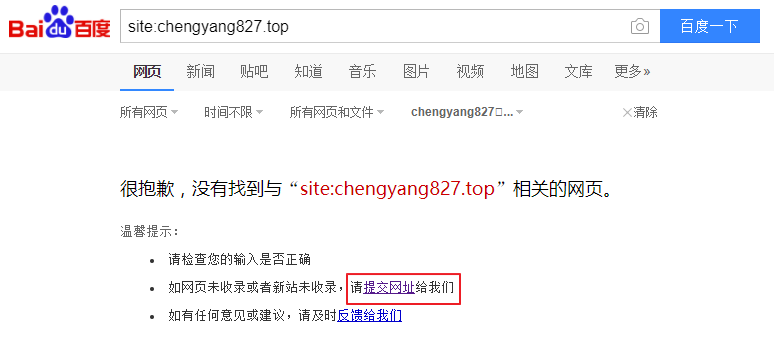 Bai du 百度 site:chengyang827.top 百度一下
网页 新闻 贴吧 知道 音乐 图片 视频 地图 文库 更多»
所有网页 时间不限 所有网页和文件 chengyang827... 清除
很抱歉，没有找到与“site:chengyang827.top”相关的网页。
温馨提示：
请检查您的输入是否正确
如网页未收录或者新站未收录，请提交网址给我们
如有任何意见或建议，请及时反馈给我们